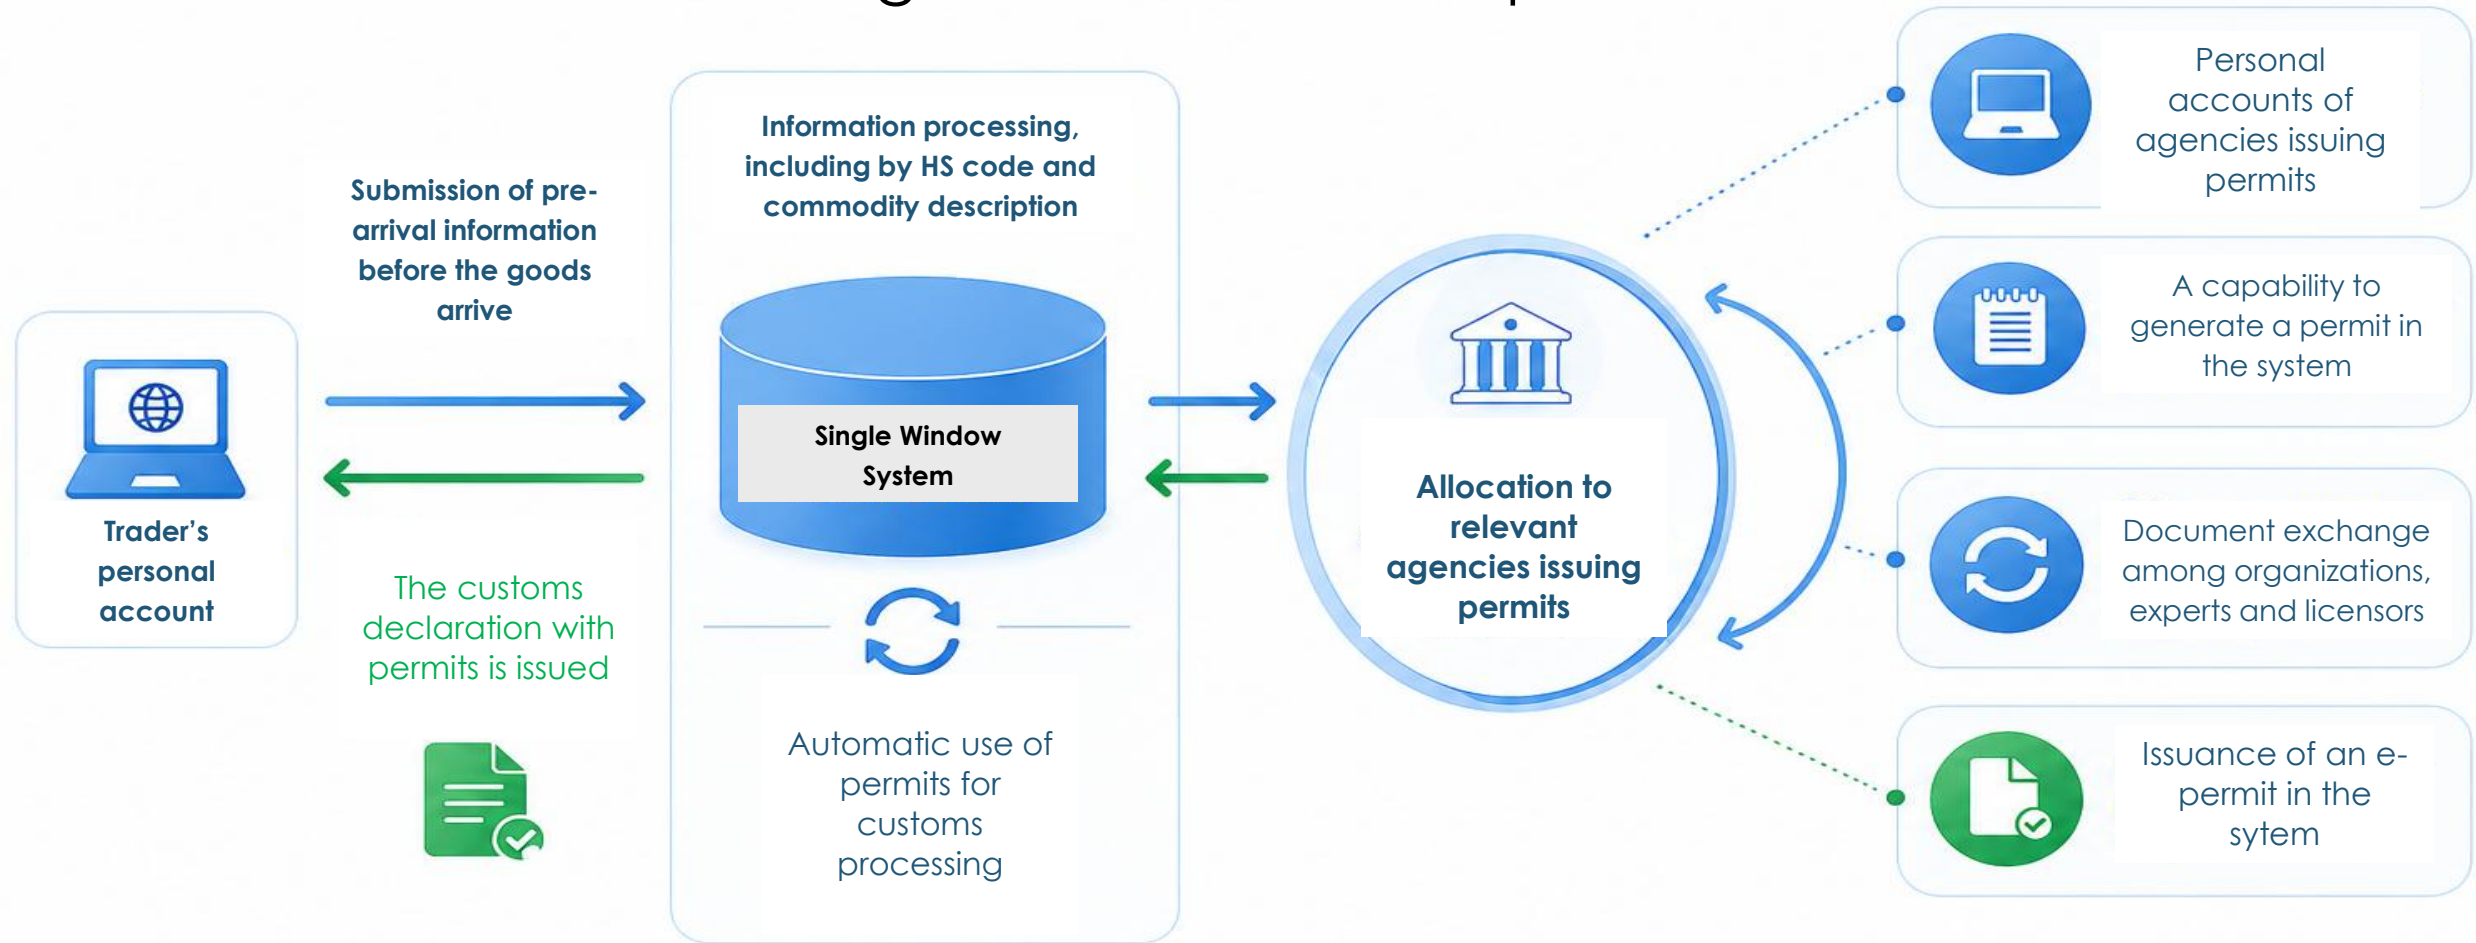 Submission of pre-
arrival information
before the goods
arrive
Trader’s
personal
account
The customs
declaration with
permits is issued
Information processing,
including by HS code and
commodity description
Single Window
System
Automatic use of
permits for
customs
processing
Allocation to
relevant
agencies issuing
permits
Personal
accounts of
agencies issuing
permits
A capability to
generate a permit in
the system
Document exchange
among organizations,
experts and licensors
Issuance of an e-
permit in the
sytem